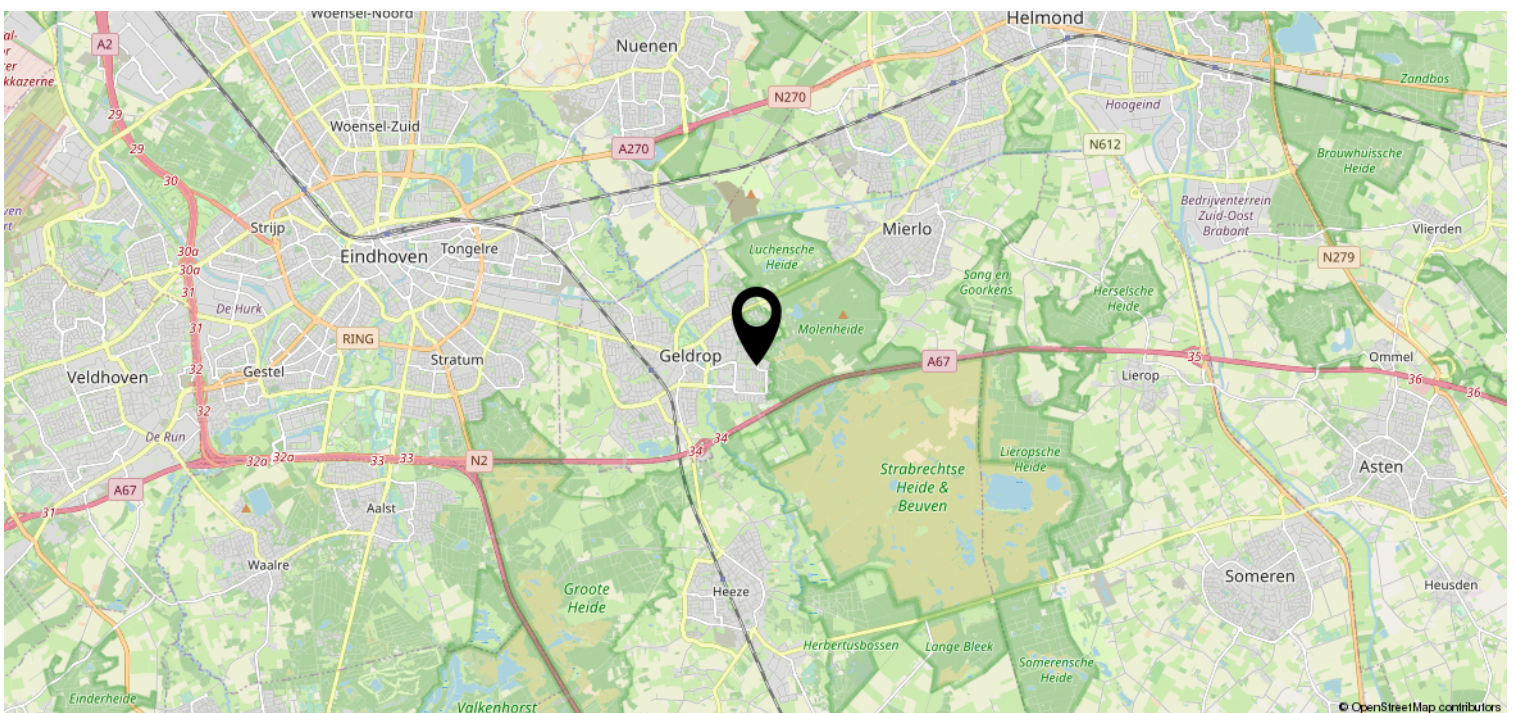 Woensel-Noord
Helmond
A2
Nuenen
kkazerne
Zandbos
N270
29
Hoogeind
Woensel-Zuid
29
A270
N612
Brouwhuissche
Heide
30
Bedrijventerrein
Zuid-Oost
Brabant
Strijp
Mierlo
Vlierden
Tongelre
30a
Eindhoven
Luchensche
Heide
N279
30a
Sang en
Goorkens
31
Herselsche
Heide
De Hurk
31
Molenheide
RING
Geldrop
Stratum
A67
35
Ommel
32
Gestel
Veldhoven
Lierop
36
36
32
De Run
34
34
32a
32a
33
33
N2
Lieropsche
Heide
Strabrechtse
Heide &
Beuven
Asten
A67
31
Aalst
Waalre
Groote
Heide
Heeze
Someren
Heusden
Herbertusbossen
Lange Bleek
Somerensche
Heide
Einderheide
Valkenhorst
© OpenStreetMap contributors